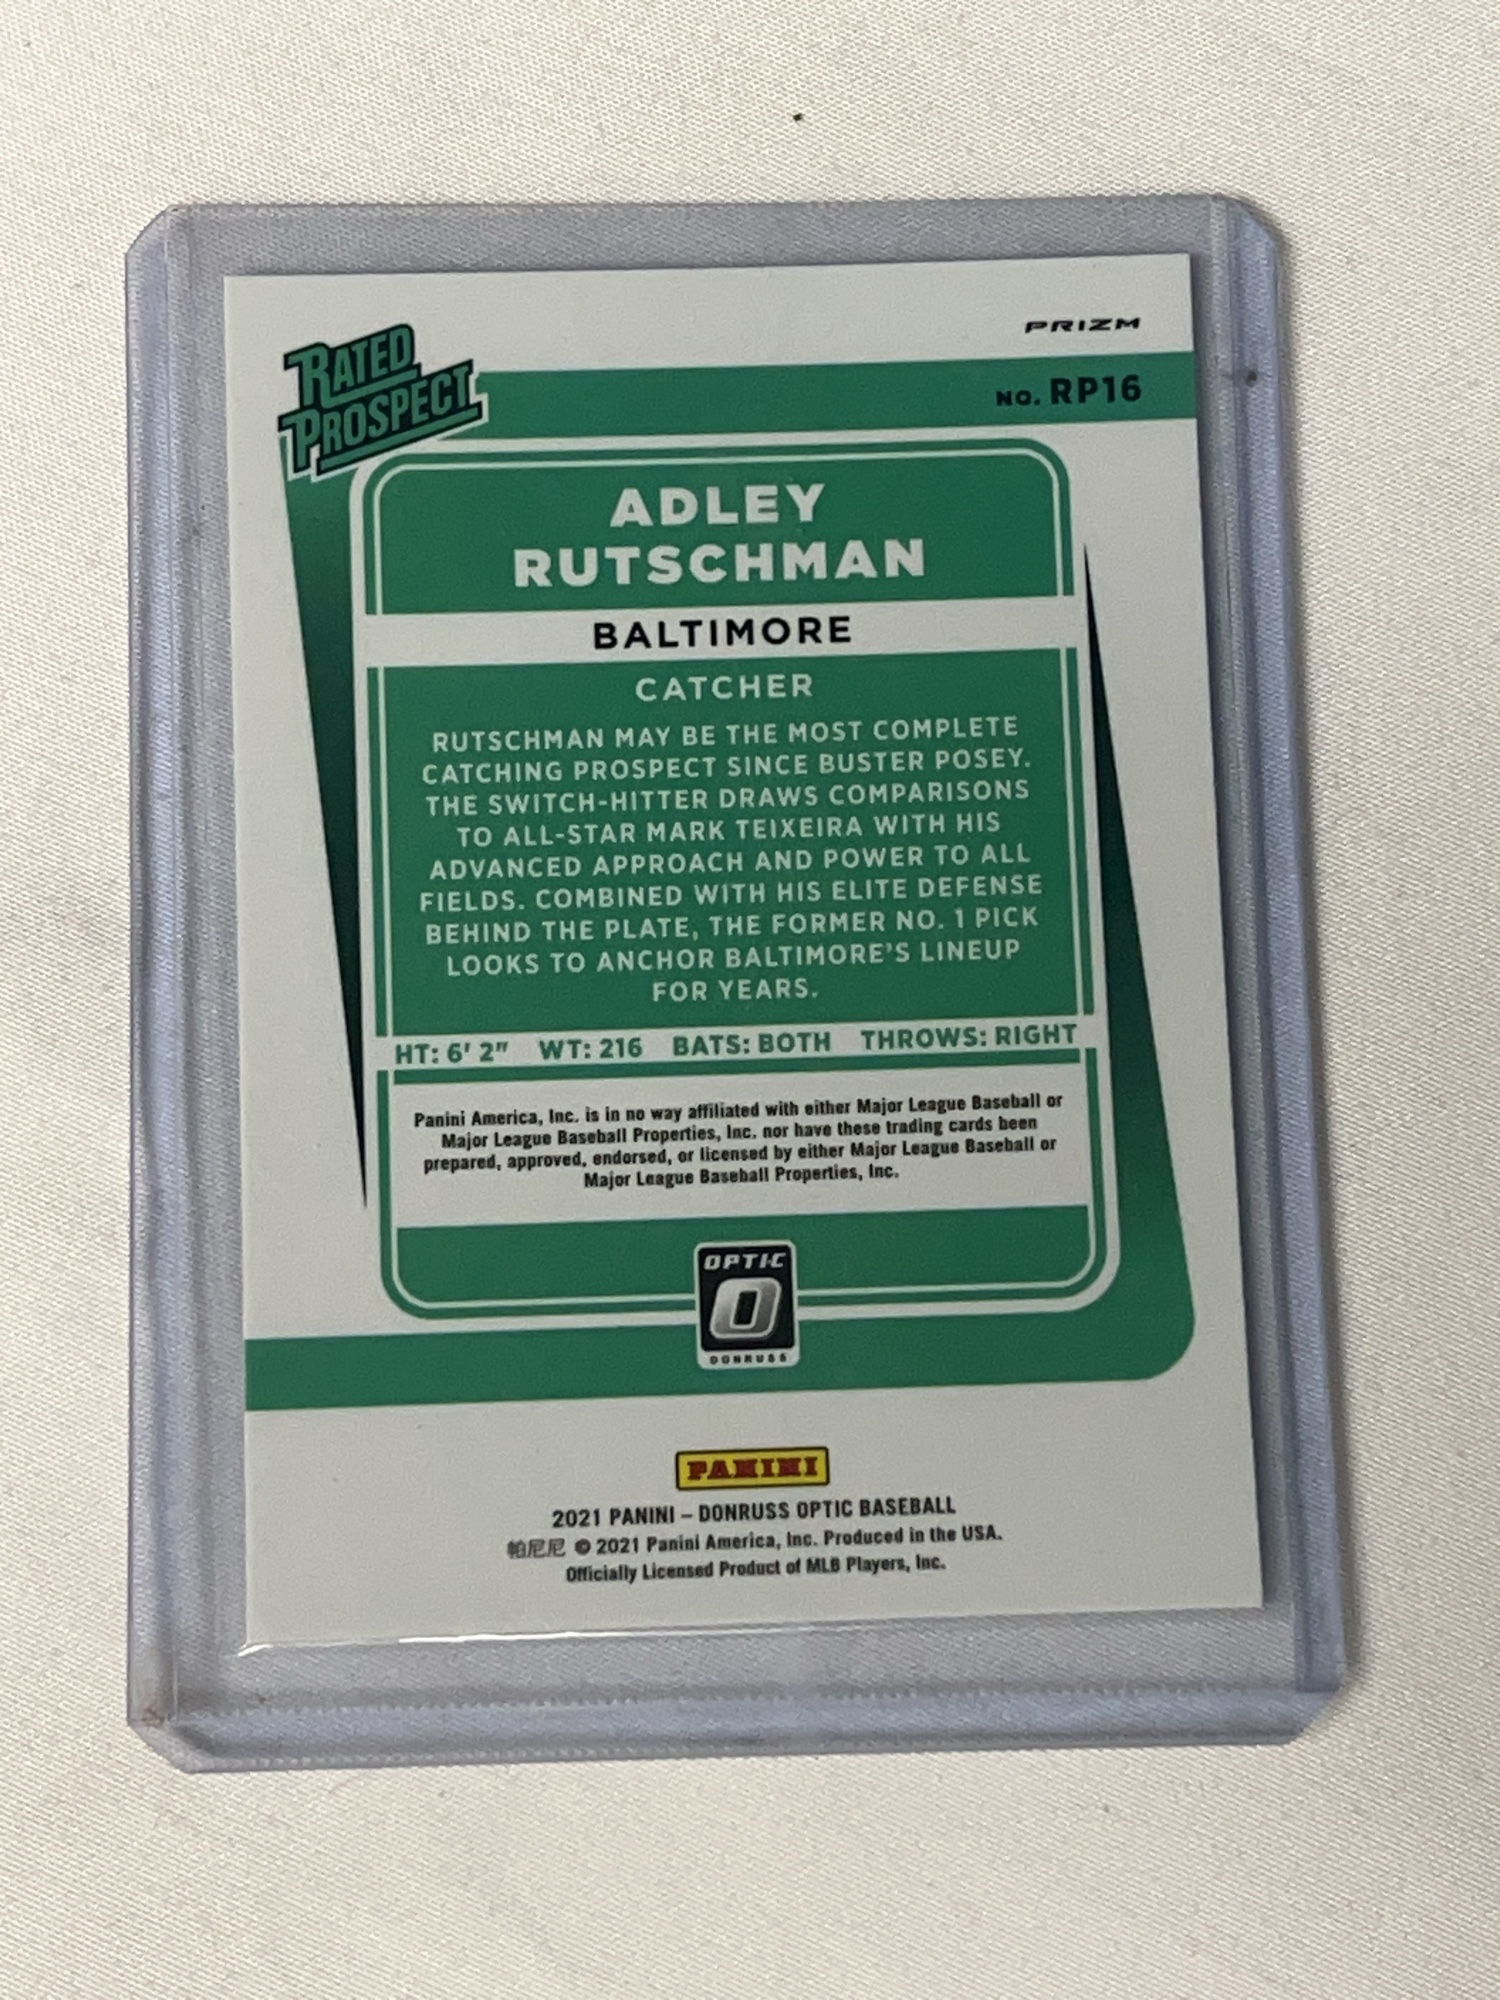 PRIZM
RATED
PROSPECT
NO. RP16
ADLEY
RUTSCHMAN
BALTIMORE
CATCHER
RUTSCHMAN MAY BE THE MOST COMPLETE
CATCHING PROSPECT SINCE BUSTER POSEY.
THE SWITCH-HITTER DRAWS COMPARISONS
TO ALL-STAR MARK TEIXEIRA WITH HIS
ADVANCED APPROACH AND POWER TO ALL
FIELDS. COMBINED WITH HIS ELITE DEFENSE
BEHIND THE PLATE, THE FORMER NO. 1 PICK
LOOKS TO ANCHOR BALTIMORE'S LINEUP
FOR YEARS.
HT: 6' 2" WT: 216 BATS: BOTH THROWS: RIGHT
Panini America, Inc. is in no way affiliated with either Major League Baseball or
Major League Baseball Properties, Inc. nor have these trading cards been
prepared, approved, endorsed, or licensed by either Major League Baseball or
Major League Baseball Properties, Inc.
OPTIC
O
DONRUSS
PANINI
2021 PANINI – DONRUSS OPTIC BASEBALL
帕尼尼 © 2021 Panini America, Inc. Produced in the USA.
Officially Licensed Product of MLB Players, Inc.